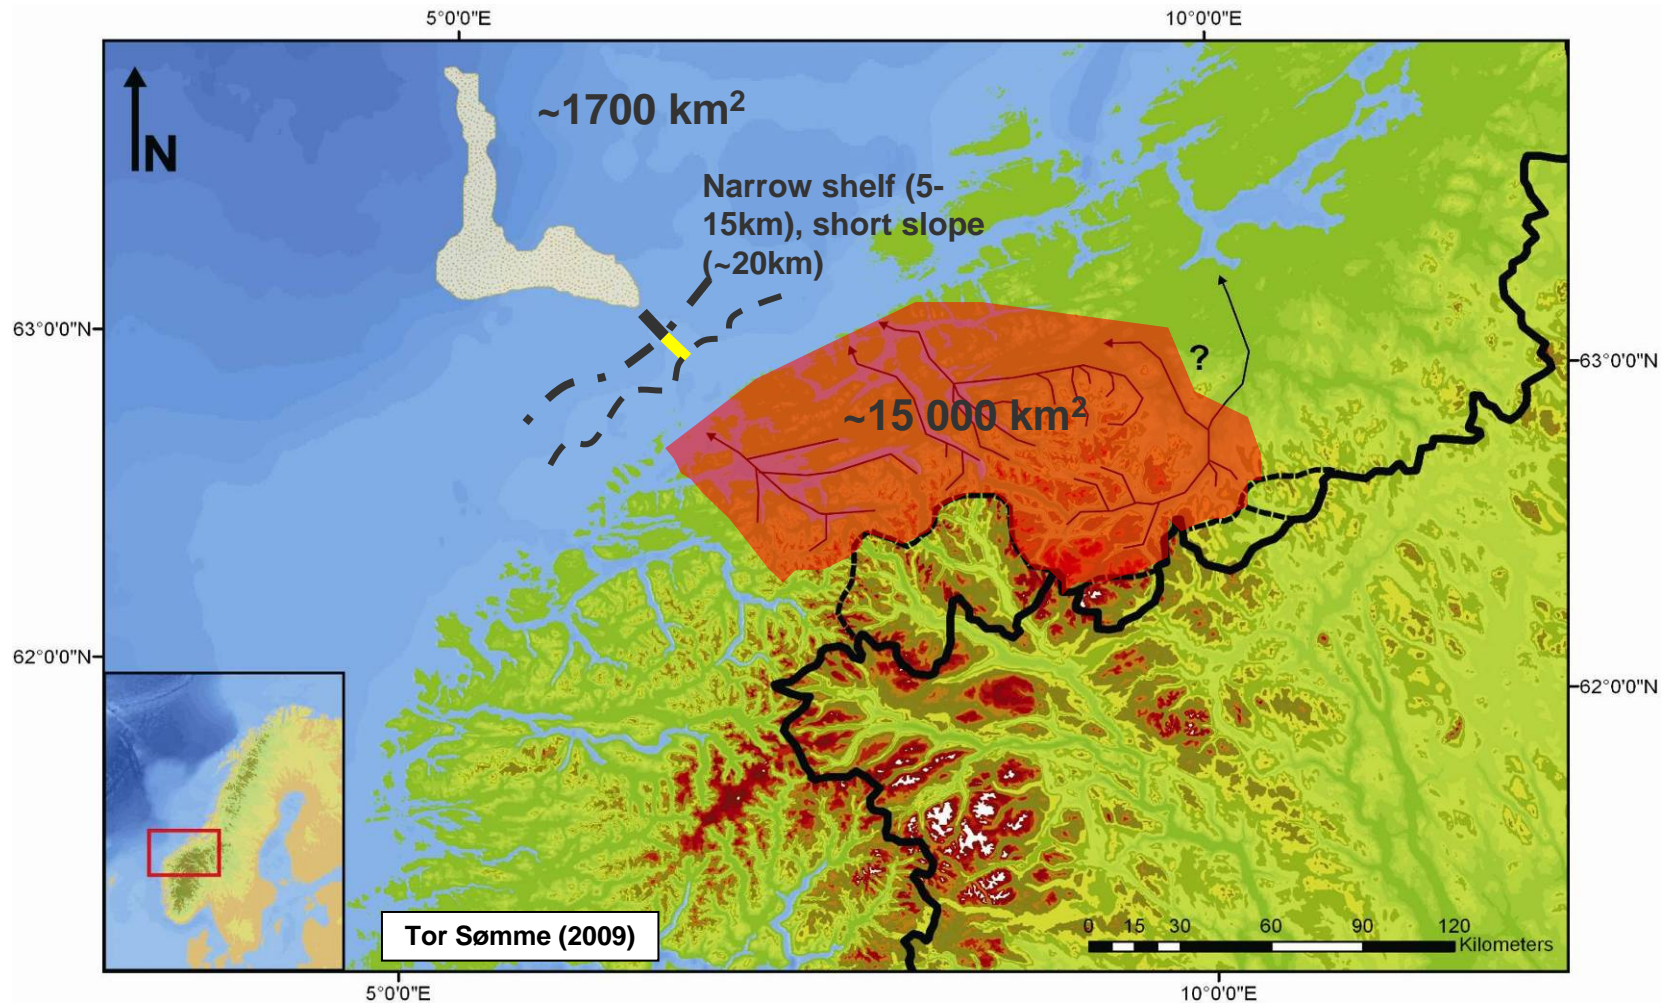 5°0'0"E
10°0'0"E
N
~1700 km²
Narrow shelf (5-
15km), short slope
(~20km)
63°0'0"N
63°0'0"N
?
~15 000 km²
62°0'0"N
62°0'0"N
Tor Sømme (2009)
0 15 30 60 90 120
Kilometers
5°0'0"E
10°0'0"E